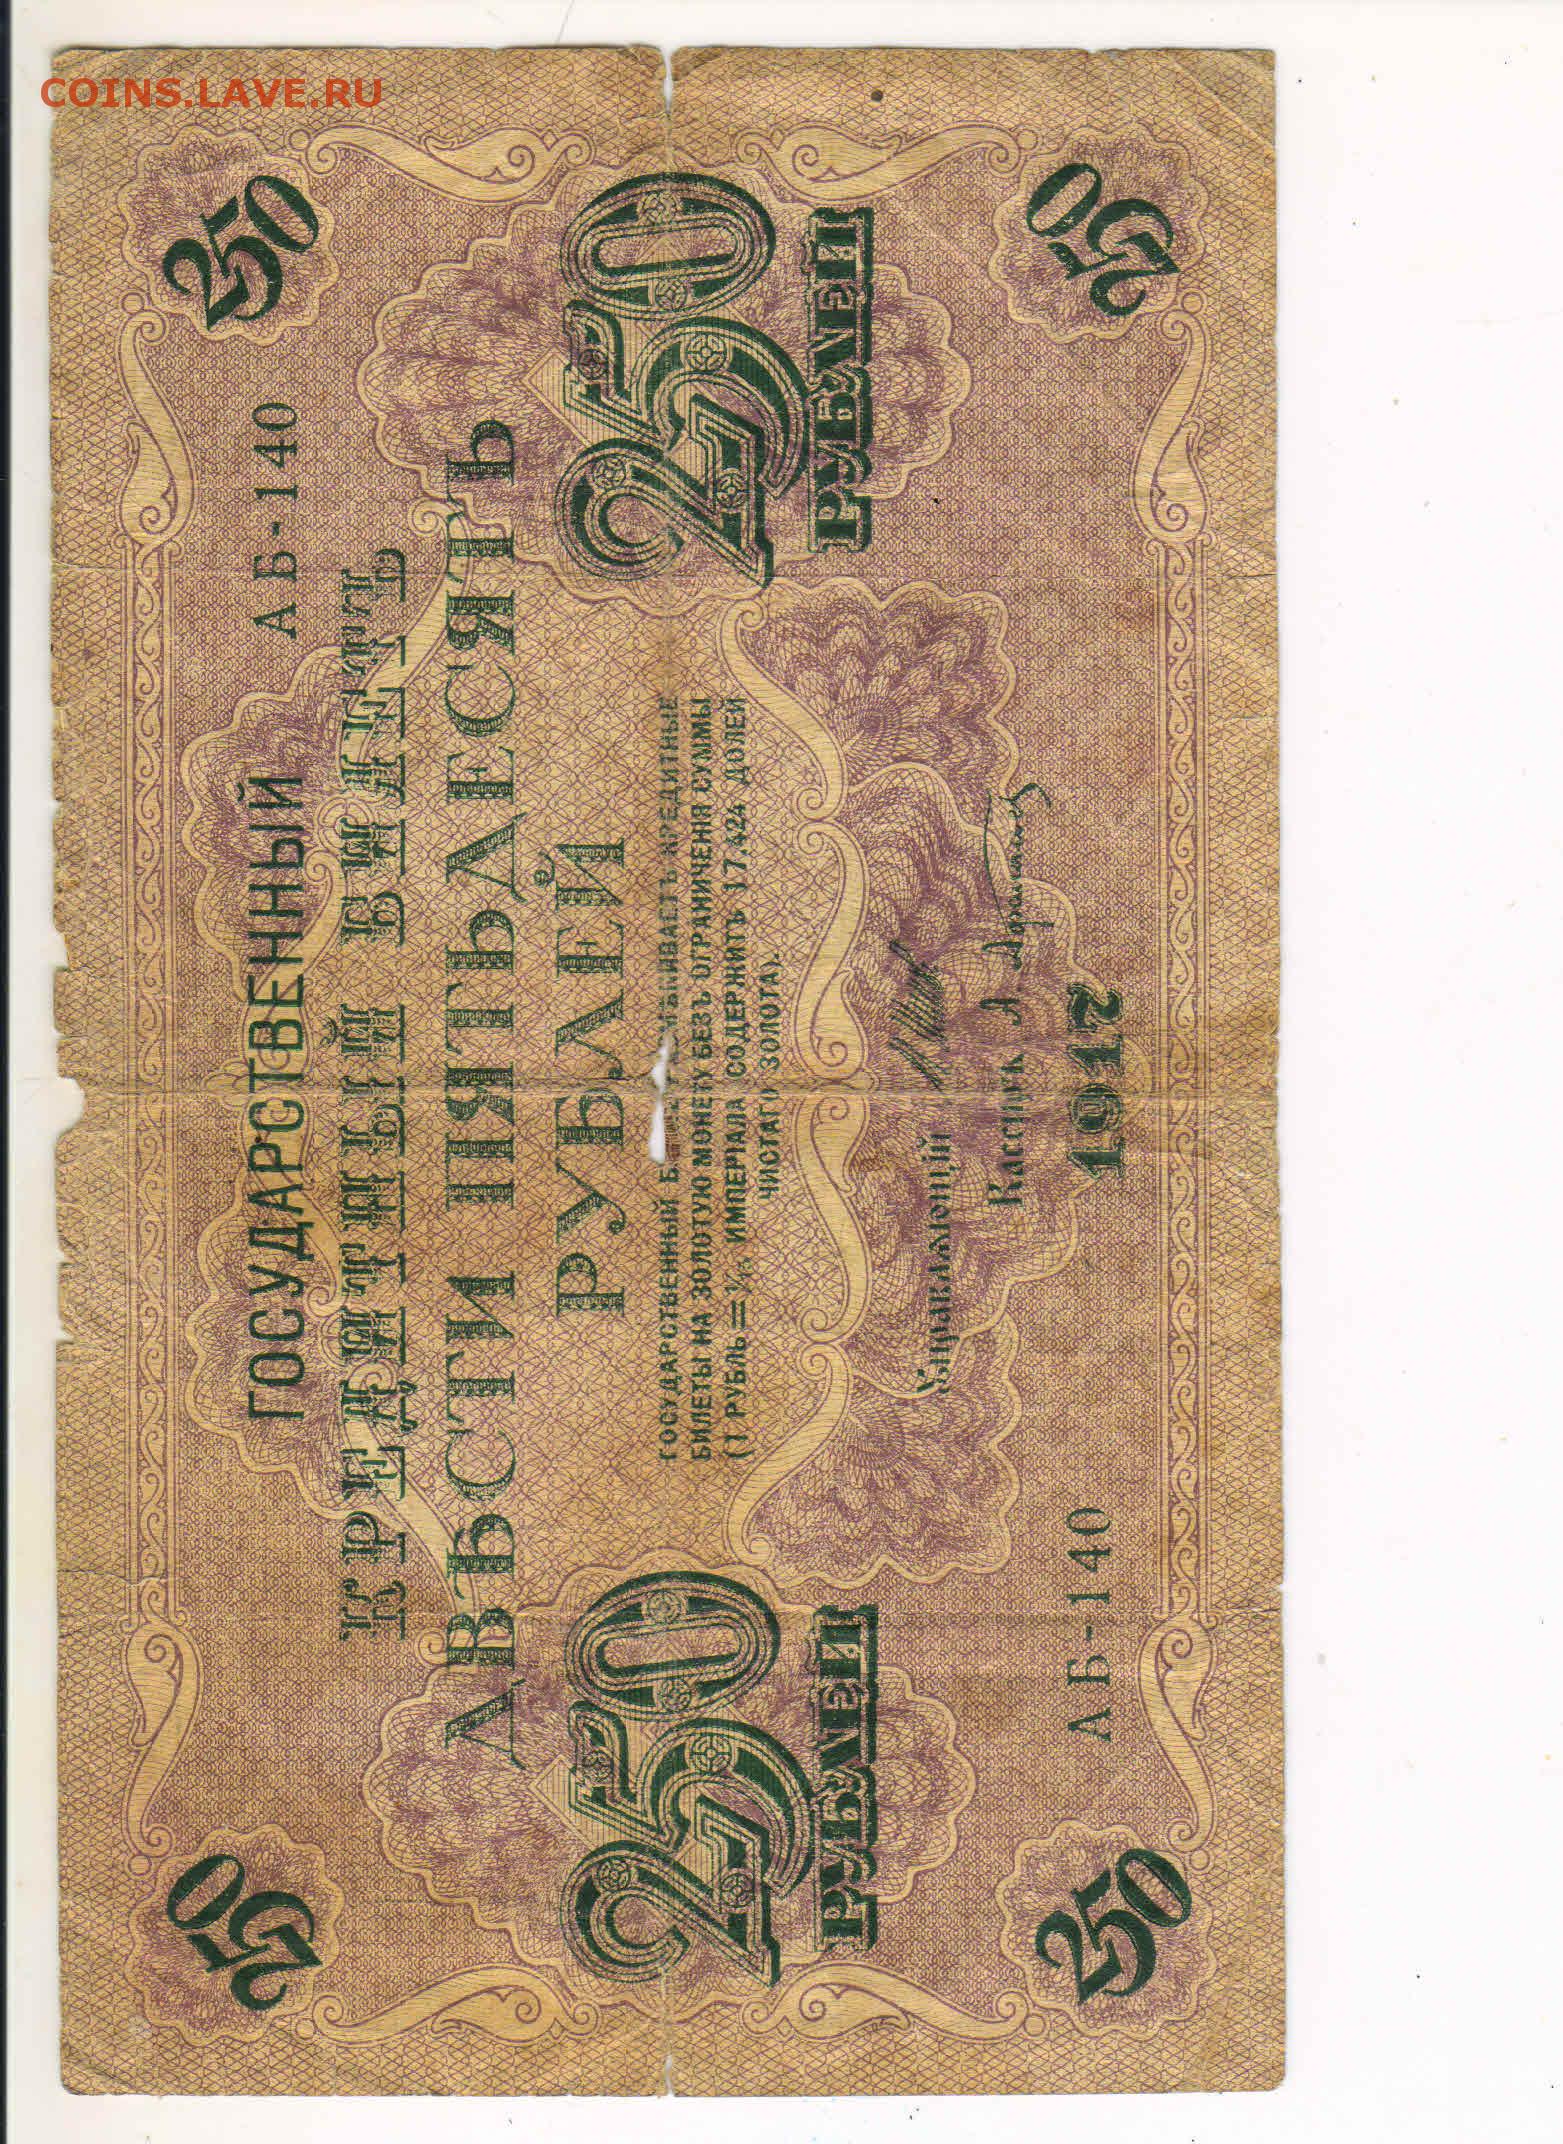 COINS.LAVE.RU
250
250
АБ-140
ГОСУДАРСТВЕННЫЙ
КРЕДИТНЫЙ БИЛЕТЪ
ДВѢСТИ ПЯТЬДЕСЯТЪ
РУБЛЕЙ
250
РУБЛЕЙ
250
РУБЛЕЙ
ГОСУДАРСТВЕННЫЙ РАЗМѢНИВАЕТЪ КРЕДИТНЫЕ
БИЛЕТЫ НА ЗОЛОТУЮ МОНЕТУ БЕЗЪ ОГРАНИЧЕНІЯ СУММЫ
(1 РУБЛЬ = 1/15 ИМПЕРІАЛА СОДЕРЖИТЪ 17,424 ДОЛЕЙ
ЧИСТАГО ЗОЛОТА).
Управляющій
Кассиръ
АБ-140
1917
250
250